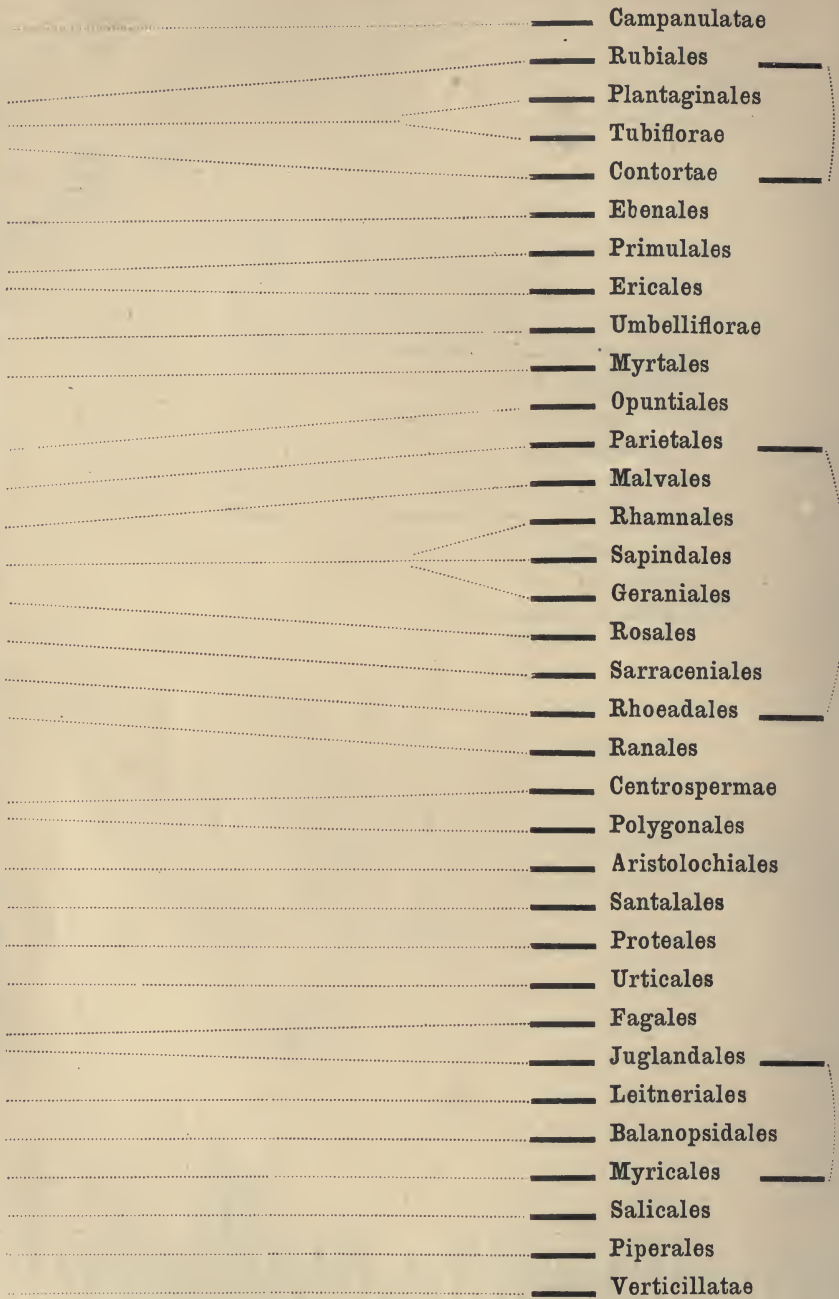 Campanulatae
Rubiales
Plantaginales
Tubiflorae
Contortae
Ebenales
Primulales
Ericales
Umbelliflorae
Myrtales
Opuntiales
Parietales
Malvales
Rhamnales
Sapindales
Geraniales
Rosales
Sarraceniales
Rhoeadales
Ranales
Centrospermae
Polygonales
Aristolochiales
Santalales
Proteales
Urticales
Fagales
Juglandales
Leitneriales
Balanopsidales
Myricales
Salicales
Piperales
Verticillatae